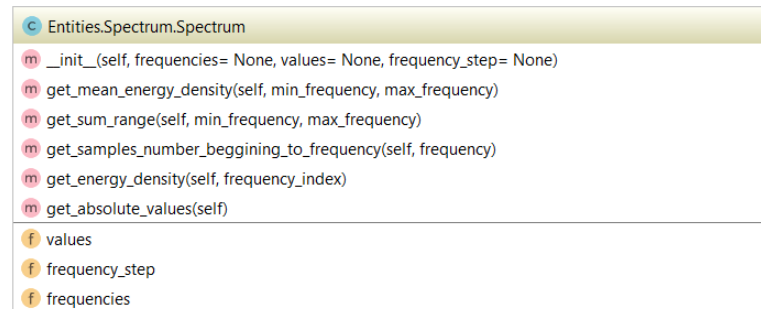 C Entities.Spectrum.Spectrum
m __init__(self, frequencies= None, values= None, frequency_step= None)
m get_mean_energy_density(self, min_frequency, max_frequency)
m get_sum_range(self, min_frequency, max_frequency)
m get_samples_number_beggining_to_frequency(self, frequency)
m get_energy_density(self, frequency_index)
m get_absolute_values(self)
f values
f frequency_step
f frequencies